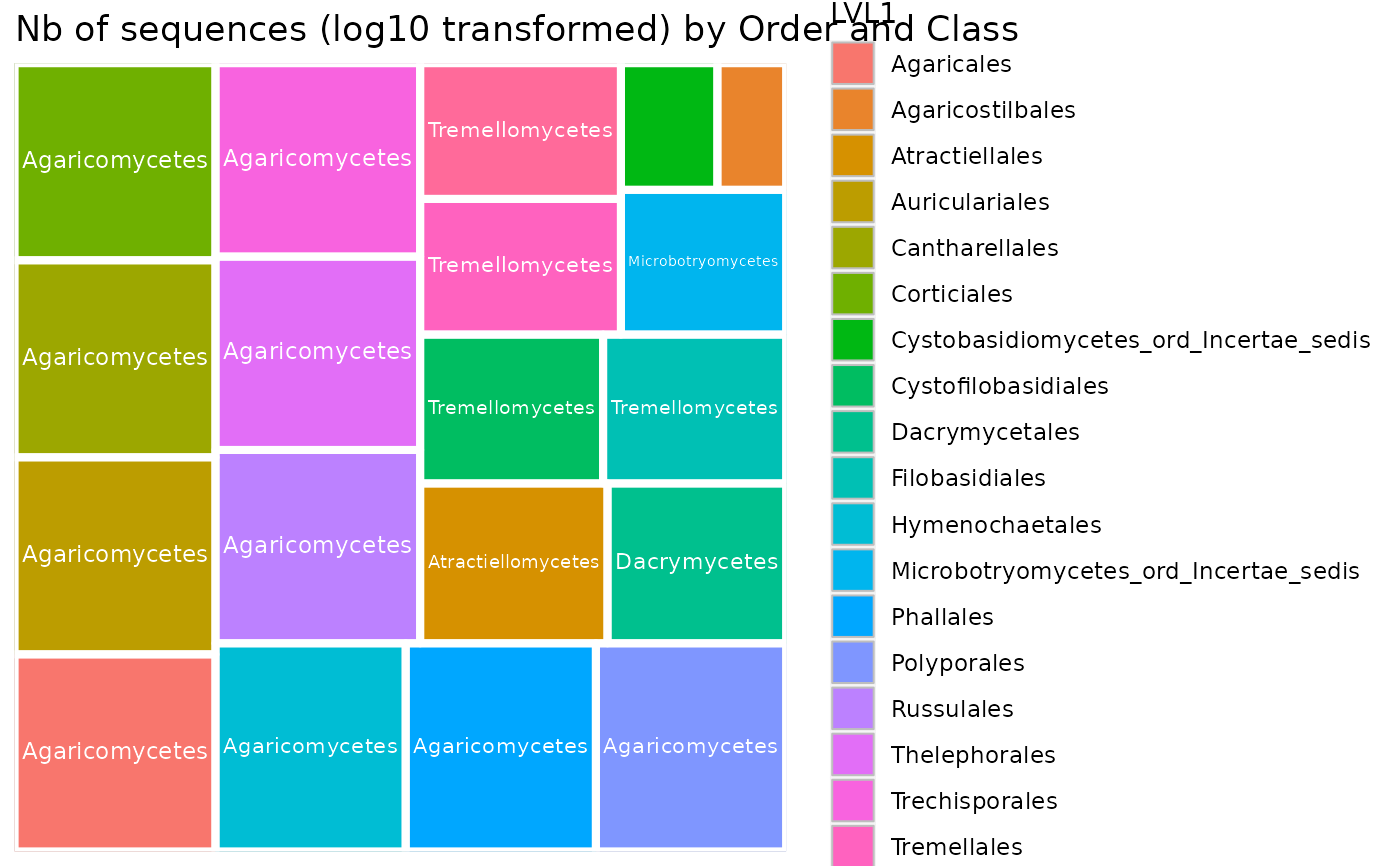 Nb of sequences (log10 transformed) by Order and Class
LVL1
Agaricomycetes
Agaricomycetes
Tremellomycetes
Tremellomycetes
Microbotryomycetes
Agaricomycetes
Agaricomycetes
Tremellomycetes
Tremellomycetes
Agaricomycetes
Agaricomycetes
Atractiellomycetes
Dacrymycetes
Agaricomycetes
Agaricomycetes
Agaricomycetes
Agaricomycetes
Agaricales
Agaricostilbales
Atractiellales
Auriculariales
Cantharellales
Corticiales
Cystobasidiomycetes_ord_Incertae_sedis
Cystofilobasidiales
Dacrymycetales
Filobasidiales
Hymenochaetales
Microbotryomycetes_ord_Incertae_sedis
Phallales
Polyporales
Russulales
Thelephorales
Trechisporales
Tremellales